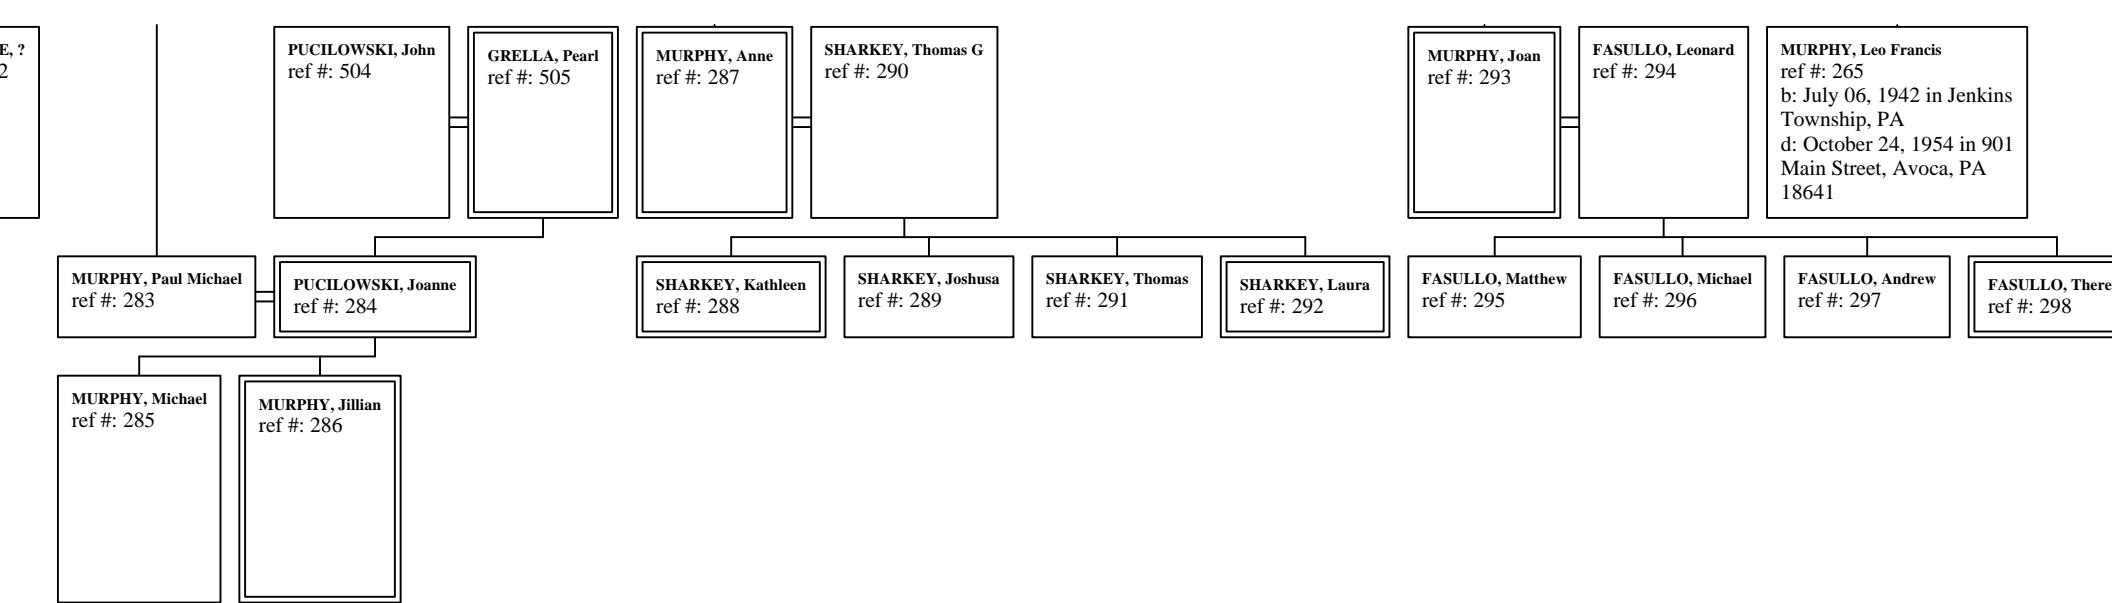 E, ?
2
PUCILOWSKI, John
ref #: 504
GRELLA, Pearl
ref #: 505
MURPHY, Anne
ref #: 287
SHARKEY, Thomas G
ref #: 290
MURPHY, Joan
ref #: 293
FASULLO, Leonard
ref #: 294
MURPHY, Leo Francis
ref #: 265
b: July 06, 1942 in Jenkins
Township, PA
d: October 24, 1954 in 901
Main Street, Avoca, PA
18641
MURPHY, Paul Michael
ref #: 283
PUCILOWSKI, Joanne
ref #: 284
SHARKEY, Kathleen
ref #: 288
SHARKEY, Joshusa
ref #: 289
SHARKEY, Thomas
ref #: 291
SHARKEY, Laura
ref #: 292
FASULLO, Matthew
ref #: 295
FASULLO, Michael
ref #: 296
FASULLO, Andrew
ref #: 297
FASULLO, There
ref #: 298
MURPHY, Michael
ref #: 285
MURPHY, Jillian
ref #: 286